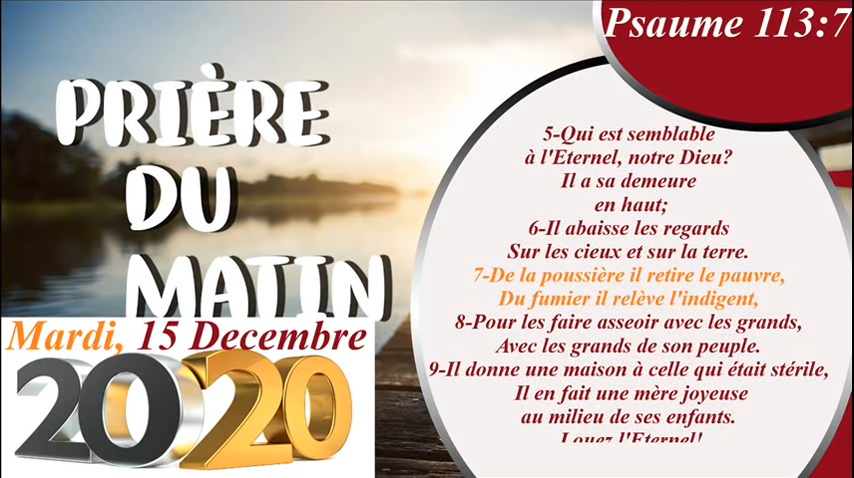 Psaume 113:7
PRIÈRE
DU
MATIN
Mardi, 15 Decembre
2020
5-Qui est semblable
à l'Eternel, notre Dieu?
Il a sa demeure
en haut;
6-Il abaisse les regards
Sur les cieux et sur la terre.
7-De la poussière il retire le pauvre,
Du fumier il relève l'indigent,
8-Pour les faire asseoir avec les grands,
Avec les grands de son peuple.
9-Il donne une maison à celle qui était stérile,
Il en fait une mère joyeuse
au milieu de ses enfants.
Louez l'Eternel!